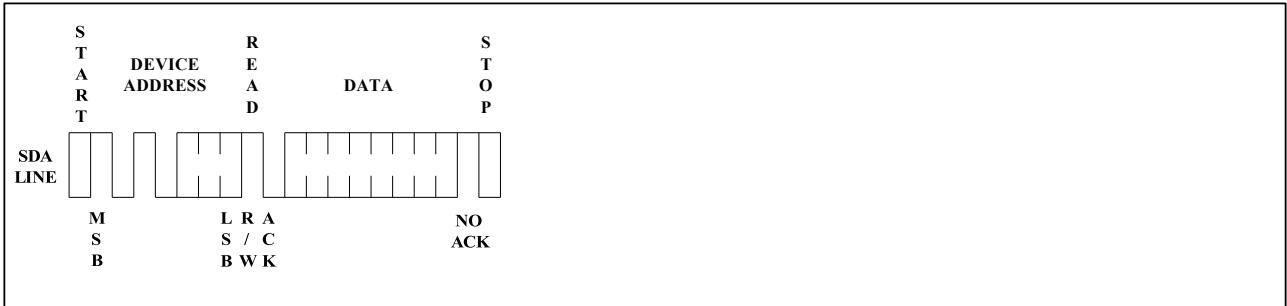 START
DEVICE
ADDRESS
READ
DATA
STOP
SDA
LINE
MSB
LSB
R/W
ACK
NO
ACK